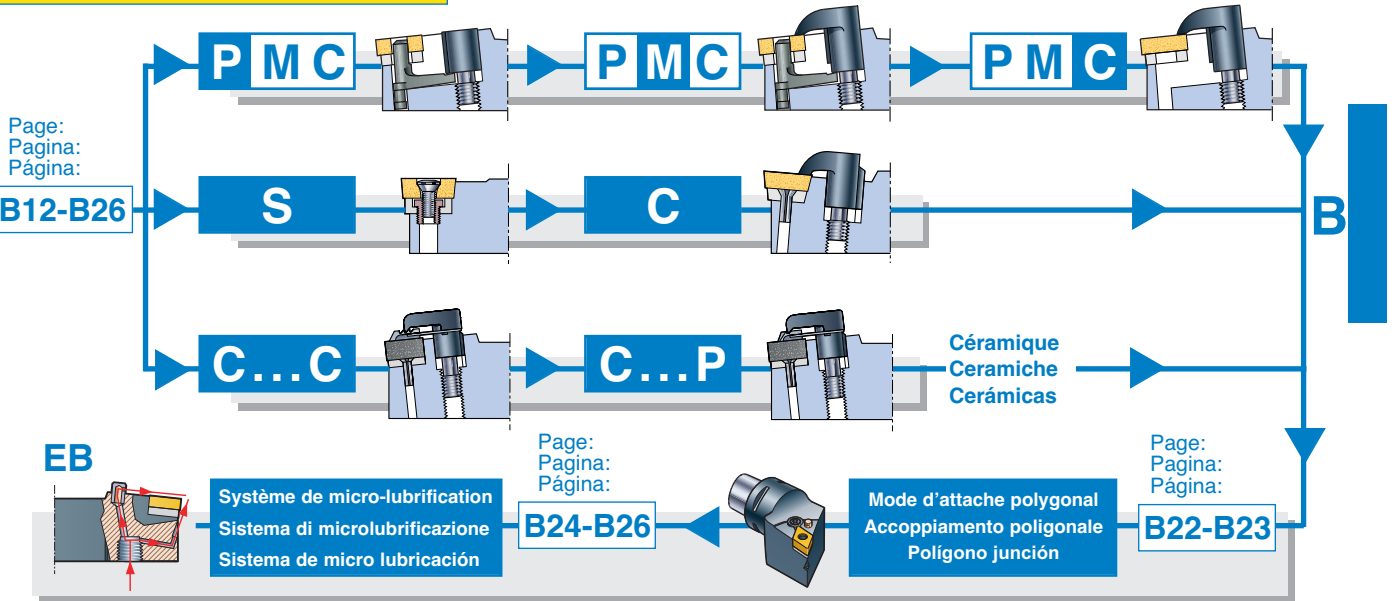 P M C
P M C
P M C
Page:
Pagina:
Página:
B12-B26
S
C
B
C...C
C...P
Céramique
Ceramiche
Cerámicas
EB
Système de micro-lubrification
Sistema di microlubrificazione
Sistema de micro lubricación
Page:
Pagina:
Página:
B24-B26
Mode d'attache polygonal
Accoppiamento poligonale
Polígono junción
Page:
Pagina:
Página:
B22-B23